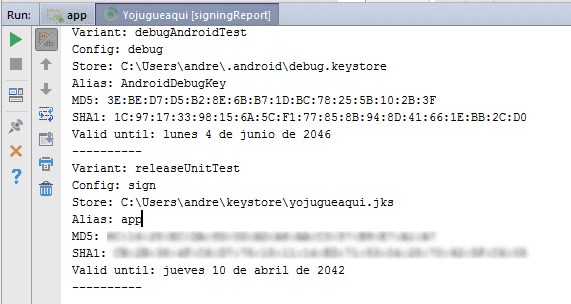 Run: app Yojugueaqui [signingReport]
Variant: debugAndroidTest
Config: debug
Store: C:\Users\andre\.android\debug.keystore
Alias: AndroidDebugKey
MD5: 3E:BE:D7:D5:B2:8E:6B:B7:1D:BC:78:25:5B:10:2B:3F
SHA1: 1C:97:17:33:98:15:6A:5C:F1:77:85:8B:94:8D:41:66:1E:BB:2C:D0
Valid until: lunes 4 de junio de 2046
----------
Variant: releaseUnitTest
Config: sign
Store: C:\Users\andre\keystore\yojugueaqui.jks
Alias: app
MD5:
SHA1:
Valid until: jueves 10 de abril de 2042
----------